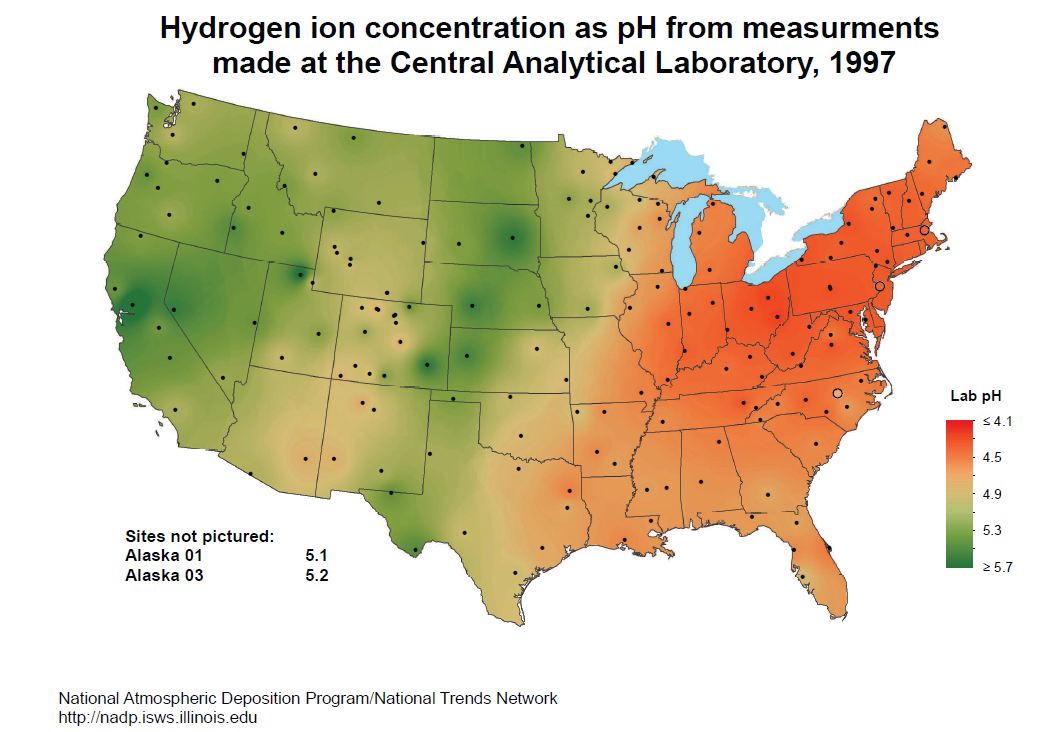 Hydrogen ion concentration as pH from measurments
made at the Central Analytical Laboratory, 1997
Lab pH
≤ 4.1
4.5
4.9
5.3
≥ 5.7
Sites not pictured:
Alaska 01 5.1
Alaska 03 5.2
National Atmospheric Deposition Program/National Trends Network
http://nadp.isws.illinois.edu